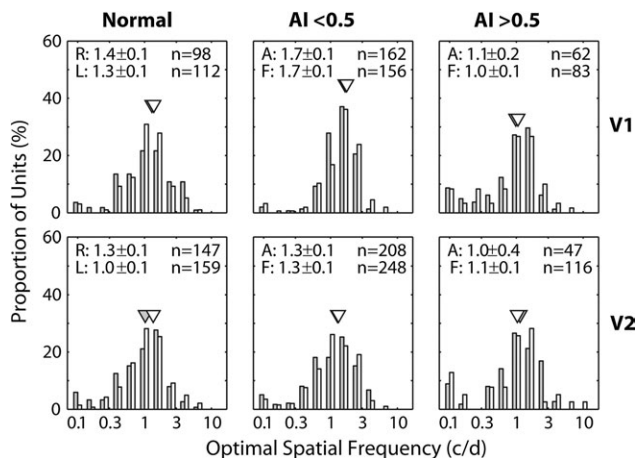 Normal
AI <0.5
AI >0.5
Proportion of Units (%)
60
40
20
0
R: 1.4±0.1 n=98
L: 1.3±0.1 n=112
A: 1.7±0.1 n=162
F: 1.7±0.1 n=156
A: 1.1±0.2 n=62
F: 1.0±0.1 n=83
V1
60
40
20
0
R: 1.3±0.1 n=147
L: 1.0±0.1 n=159
A: 1.3±0.1 n=208
F: 1.3±0.1 n=248
A: 1.0±0.4 n=47
F: 1.1±0.1 n=116
V2
0.1 0.3 1 3 10
0.1 0.3 1 3 10
0.1 0.3 1 3 10
Optimal Spatial Frequency (c/d)